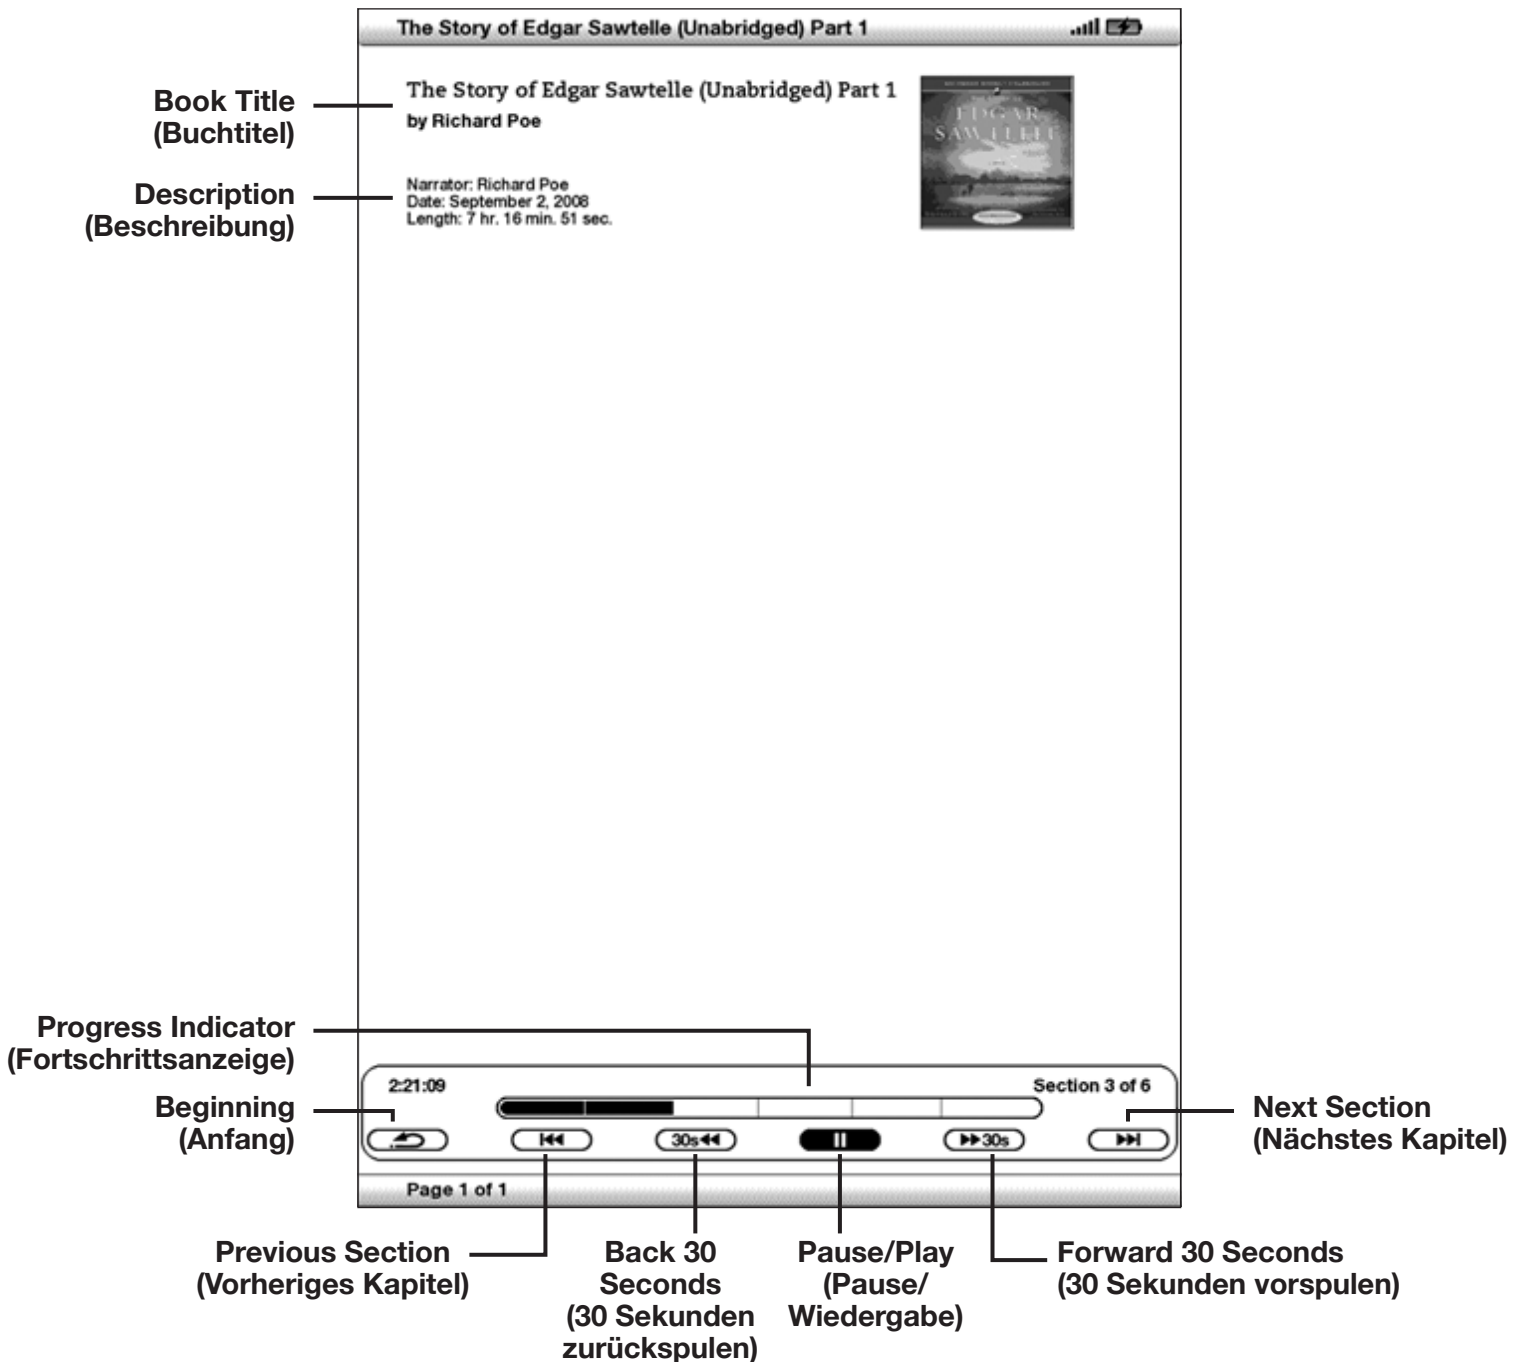 The Story of Edgar Sawtelle (Unabridged) Part 1
Book Title
(Buchtitel)
The Story of Edgar Sawtelle (Unabridged) Part 1
by Richard Poe
EDGAR
SAWTELLE
Description
(Beschreibung)
Narrator: Richard Poe
Date: September 2, 2008
Length: 7 hr. 16 min. 51 sec.
Progress Indicator
(Fortschrittsanzeige)
2:21:09
Section 3 of 6
Beginning
(Anfang)
30s
30s
Next Section
(Nächstes Kapitel)
Page 1 of 1
Previous Section
(Vorheriges Kapitel)
Back 30
Seconds
(30 Sekunden
zurückspulen)
Pause/Play
(Pause/
Wiedergabe)
Forward 30 Seconds
(30 Sekunden vorspulen)